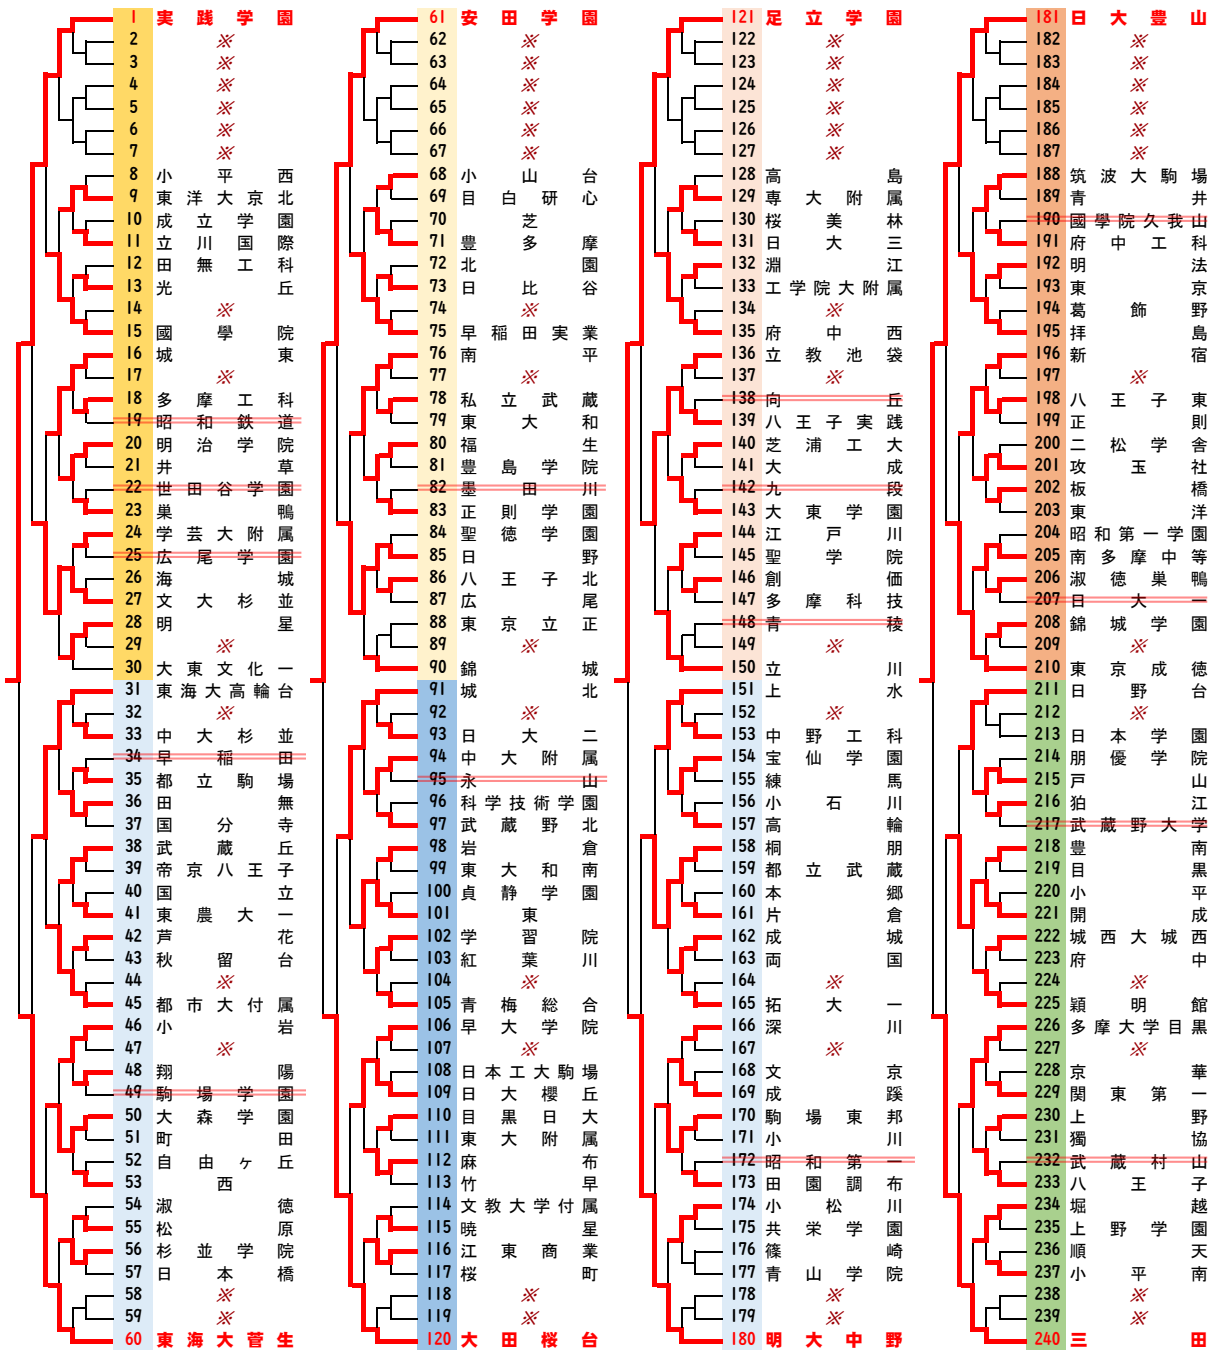 1 実践学園
2 ※
3 ※
4 ※
5 ※
6 ※
7 ※
8 小平西
9 東洋大京北
10 成立学園
11 立川国際
12 田無工科
13 光丘
14 ※
15 國學院
16 城東
17 ※
18 多摩工科
19 昭和鉄道
20 明治学院
21 井草
22 世田谷学園
23 巣鴨
24 学芸大附属
25 広尾学園
26 海城
27 文大杉並
28 明星
29 ※
30 大東文化一
31 東海大高輪台
32 ※
33 中大杉並
34 早稲田
35 都立駒場
36 田無
37 国分寺
38 武蔵丘
39 帝京八王子
40 国立
41 東農大一
42 芦花
43 秋留台
44 ※
45 都市大付属
46 小岩
47 ※
48 翔陽
49 駒場学園
50 大森学園
51 町田
52 自由ヶ丘
53 西
54 淑徳
55 松原
56 杉並学院
57 日本橋
58 ※
59 ※
60 東海大菅生
61 安田学園
62 ※
63 ※
64 ※
65 ※
66 ※
67 ※
68 小山台
69 目白研心
70 芝
71 豊多摩
72 北園
73 日比谷
74 ※
75 早稲田実業
76 南平
77 ※
78 私立武蔵
79 東大和
80 福生
81 豊島学院
82 墨田川
83 正則学園
84 聖徳学園
85 日野
86 八王子北
87 広尾
88 東京立正
89 ※
90 錦城
91 城北
92 ※
93 日大二
94 中大附属
95 永山
96 科学技術学園
97 武蔵野北
98 岩倉
99 東大和南
100 貞静学園
101 東
102 学習院
103 紅葉川
104 ※
105 青梅総合
106 早大学院
107 ※
108 日本工大駒場
109 日大櫻丘
110 目黒日大
111 東大附属
112 麻布
113 竹早
114 文教大学付属
115 暁星
116 江東商業
117 桜町
118 ※
119 ※
120 大田桜台
121 足立学園
122 ※
123 ※
124 ※
125 ※
126 ※
127 ※
128 高島
129 専大附属
130 桜美林
131 日大三
132 淵江
133 工学院大附属
134 ※
135 府中西
136 立教池袋
137 ※
138 向丘
139 八王子実践
140 芝浦工大
141 大成
142 九段
143 大東学園
144 江戸川
145 聖学院
146 創価
147 多摩科技
148 青稜
149 ※
150 立川
151 上水
152 ※
153 中野工科
154 宝仙学園
155 練馬
156 小石川
157 高輪
158 桐朋
159 都立武蔵
160 本郷
161 片倉
162 成城
163 両国
164 ※
165 拓大一
166 深川
167 ※
168 文京
169 成蹊
170 駒場東邦
171 小川
172 昭和第一
173 田園調布
174 小松川
175 共栄学園
176 篠崎
177 青山学院
178 ※
179 ※
180 明大中野
181 日大豊山
182 ※
183 ※
184 ※
185 ※
186 ※
187 ※
188 筑波大駒場
189 青井
190 國學院久我山
191 府中工科
192 明法
193 東京
194 葛飾野
195 拝島
196 新宿
197 ※
198 八王子東
199 正則
200 二松学舎
201 攻玉社
202 板橋
203 東洋
204 昭和第一学園
205 南多摩中等
206 淑徳巣鴨
207 日大一
208 錦城学園
209 ※
210 東京成徳
211 日野台
212 ※
213 日本学園
214 朋優学院
215 戸山
216 狛江
217 武蔵野大学
218 豊南
219 目黒
220 小平
221 開成
222 城西大城西
223 府中
224 ※
225 穎明館
226 多摩大学目黒
227 ※
228 京華
229 関東第一
230 上野
231 獨協
232 武蔵村山
233 八王子
234 堀越
235 上野学園
236 順天
237 小平南
238 ※
239 ※
240 三田